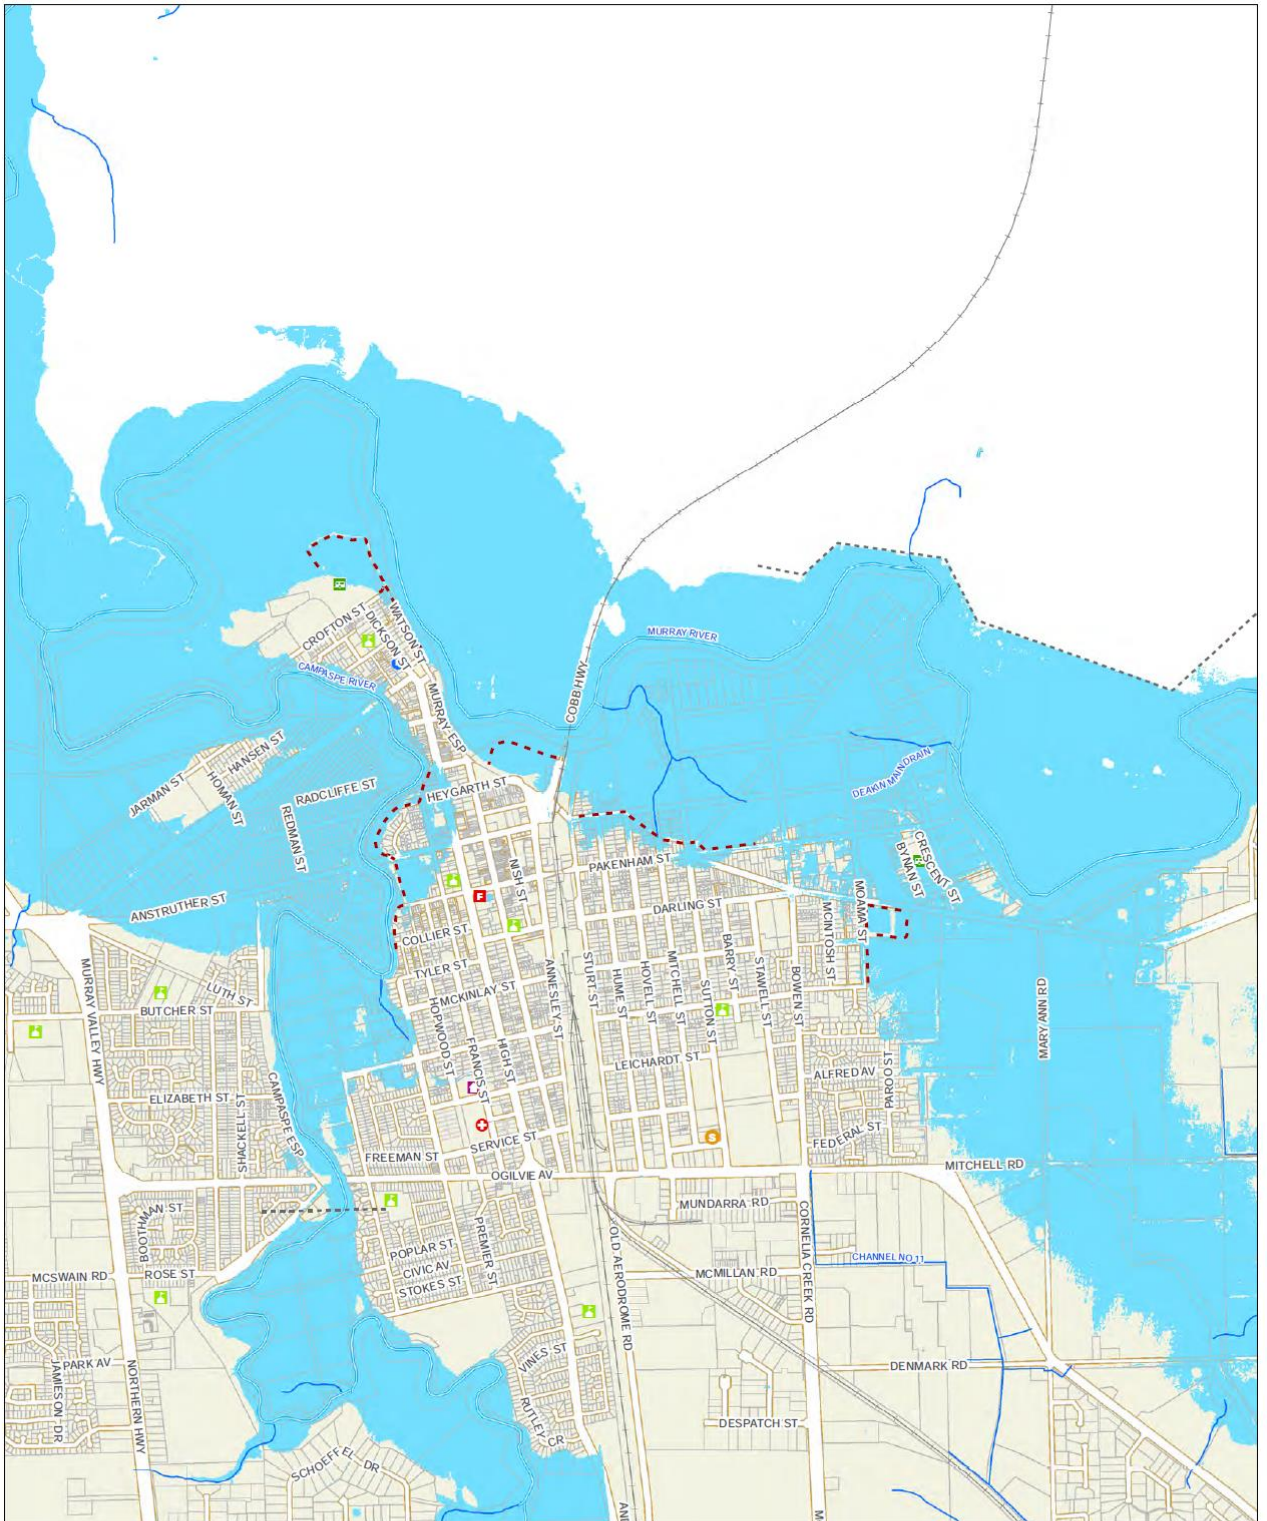 CROFTON ST
DICKSON ST
WATSON ST
CAMPASPE RIVER
MURRAY ESP
MURRAY RIVER
COBB HWY
DEAKIN MAIN DRAIN
HANSEN ST
JARMAN ST
HOMAN ST
RADCLIFFE ST
REDMAN ST
HEYGARTH ST
ANSTRUTHER ST
NISH ST
PAKENHAM ST
CRESCENT ST
BYNAN ST
DARLING ST
MOAMA ST
MCINTOSH ST
COLLIER ST
TYLER ST
MCKINLAY ST
HOPWOOD ST
FRANCIS ST
HIGH ST
ANNESLEY ST
STURT ST
HUME ST
HOVELL ST
MITCHELL ST
SUTTON ST
BARRY ST
STAWELL ST
BOWEN ST
MURRAY VALLEY HWY
LUTH ST
BUTCHER ST
MARY ANN RD
LEICHARDT ST
ALFRED AV
PARO O ST
ELIZABETH ST
SHACKELL ST
CAMPASPE ESP
F
S
FEDERAL ST
SERVICE ST
FREEMAN ST
OGILVIE AV
MITCHELL RD
BOOTHMAN ST
MUNDARRA RD
CORNELIA CREEK RD
OLD AERODROME RD
PREMIER ST
POPLAR ST
CIVIC AV
STOKES ST
CHANNEL NO 11
MCSWAIN RD
ROSE ST
MCMILLAN RD
PARK AV
JAMIESON DR
NORTHERN HWY
VINES ST
DENMARK RD
RUTLEY CR
DESPATCH ST
SCHOEFFEL DR